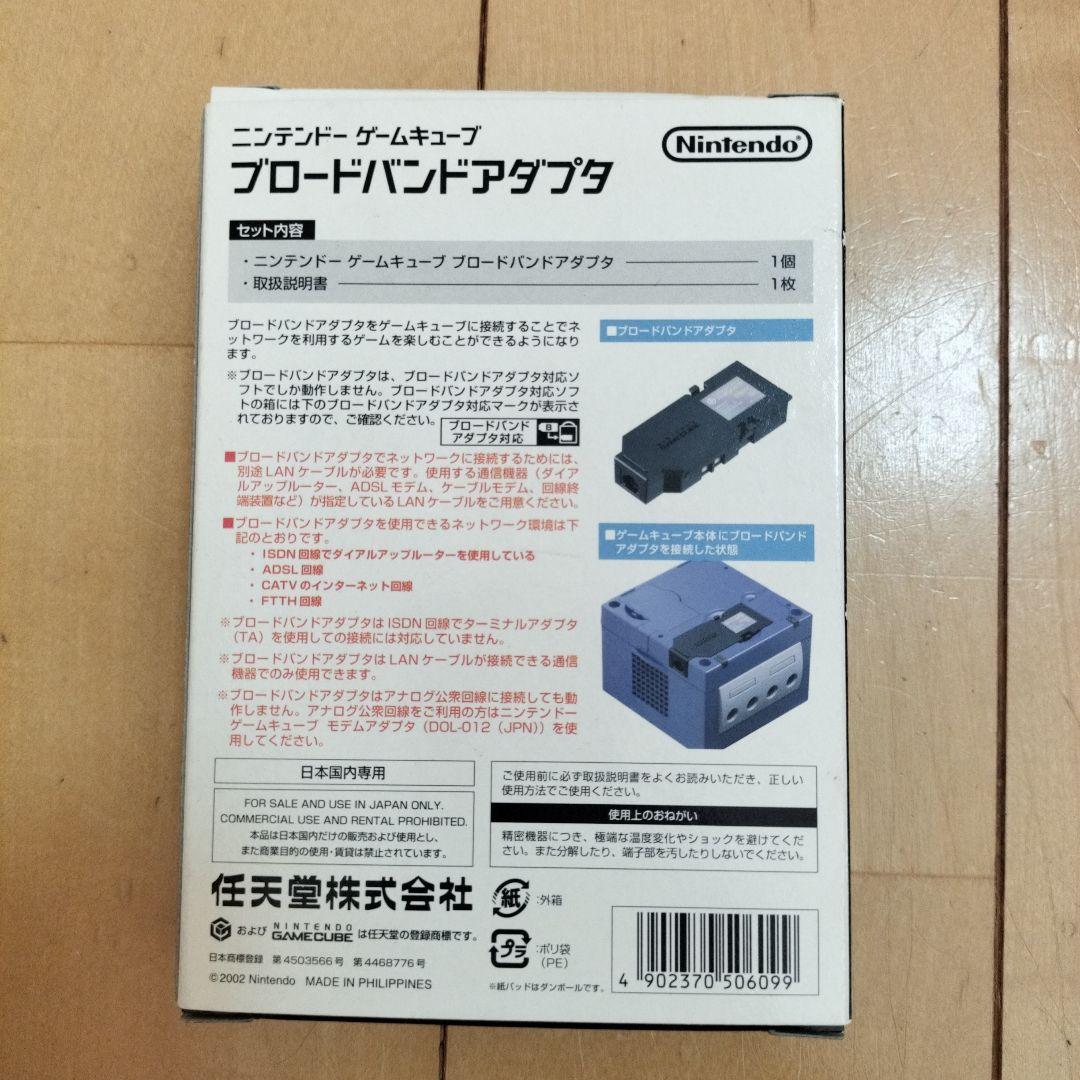 ニンテンドー ゲームキューブ
Nintendo®
ブロードバンドアダプタ
セット内容
・ニンテンドー ゲームキューブ ブロードバンドアダプタ 1個
・取扱説明書 1枚
ブロードバンドアダプタをゲームキューブに接続することでネ
ットワークを利用するゲームを楽しむことができるようになり
ます。
※ブロードバンドアダプタは、ブロードバンドアダプタ対応ソ
フトでしか動作しません。ブロードバンドアダプタ対応ソフ
トの箱には下のブロードバンドアダプタ対応マークが表示さ
れておりますので、ご確認ください。
ブロードバンド
アダプタ対応
■ブロードバンドアダプタでネットワークに接続するためには、
別途LANケーブルが必要です。使用する通信機器（ダイア
ルアップルーター、ADSLモデム、ケーブルモデム、回線終
端装置など）が指定しているLANケーブルをご用意ください。
■ブロードバンドアダプタを使用できるネットワーク環境は下
記のとおりです。
・ISDN回線でダイアルアップルーターを使用している
・ADSL回線
・CATVのインターネット回線
・FTTH回線
※ブロードバンドアダプタはISDN回線でターミナルアダプタ
（TA）を使用しての接続には対応していません。
※ブロードバンドアダプタはLANケーブルが接続できる通信
機器でのみ使用できます。
※ブロードバンドアダプタはアナログ公衆回線に接続しても動
作しません。アナログ公衆回線をご利用の方はニンテンドー
ゲームキューブ モデムアダプタ（DOL-012（JPN））を使
用してください。
■ブロードバンドアダプタ
■ゲームキューブ本体にブロードバンド
アダプタを接続した状態
日本国内専用
FOR SALE AND USE IN JAPAN ONLY.
COMMERCIAL USE AND RENTAL PROHIBITED.
本品は日本国内だけの販売および使用とし、
また商業目的の使用・賃貸は禁止されています。
ご使用前に必ず取扱説明書をよくお読みいただき、正しい
使用方法でご使用ください。
使用上のおねがい
精密機器につき、極端な温度変化やショックを避けてくだ
さい。また分解したり、端子部を汚したりしないでください。
任天堂株式会社
および NINTENDO GAMECUBE は任天堂の登録商標です。
日本商標登録 第4503566号 第4468776号
©2002 Nintendo MADE IN PHILIPPINES
紙 :外箱
プラ :ポリ袋
(PE)
※紙パッドはダンボールです。
4 902370 506099